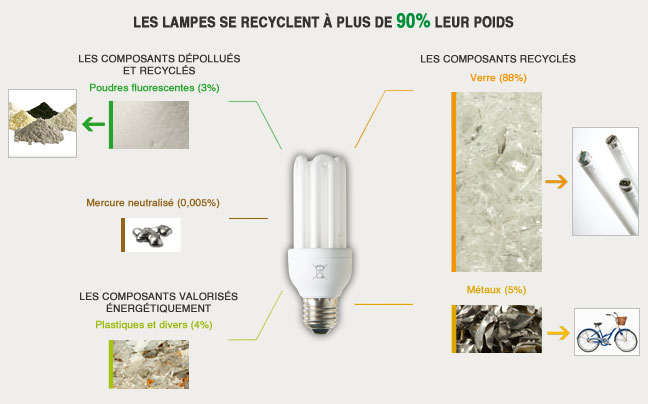 LES LAMPES SE RECYCLENT À PLUS DE 90% LEUR POIDS
LES COMPOSANTS DÉPOLLUÉS
ET RECYCLÉS
Poudres fluorescentes (3%)
Mercure neutralisé (0,005%)
LES COMPOSANTS VALORISÉS
ÉNERGÉTIQUEMENT
Plastiques et divers (4%)
LES COMPOSANTS RECYCLÉS
Verre (88%)
Métaux (5%)